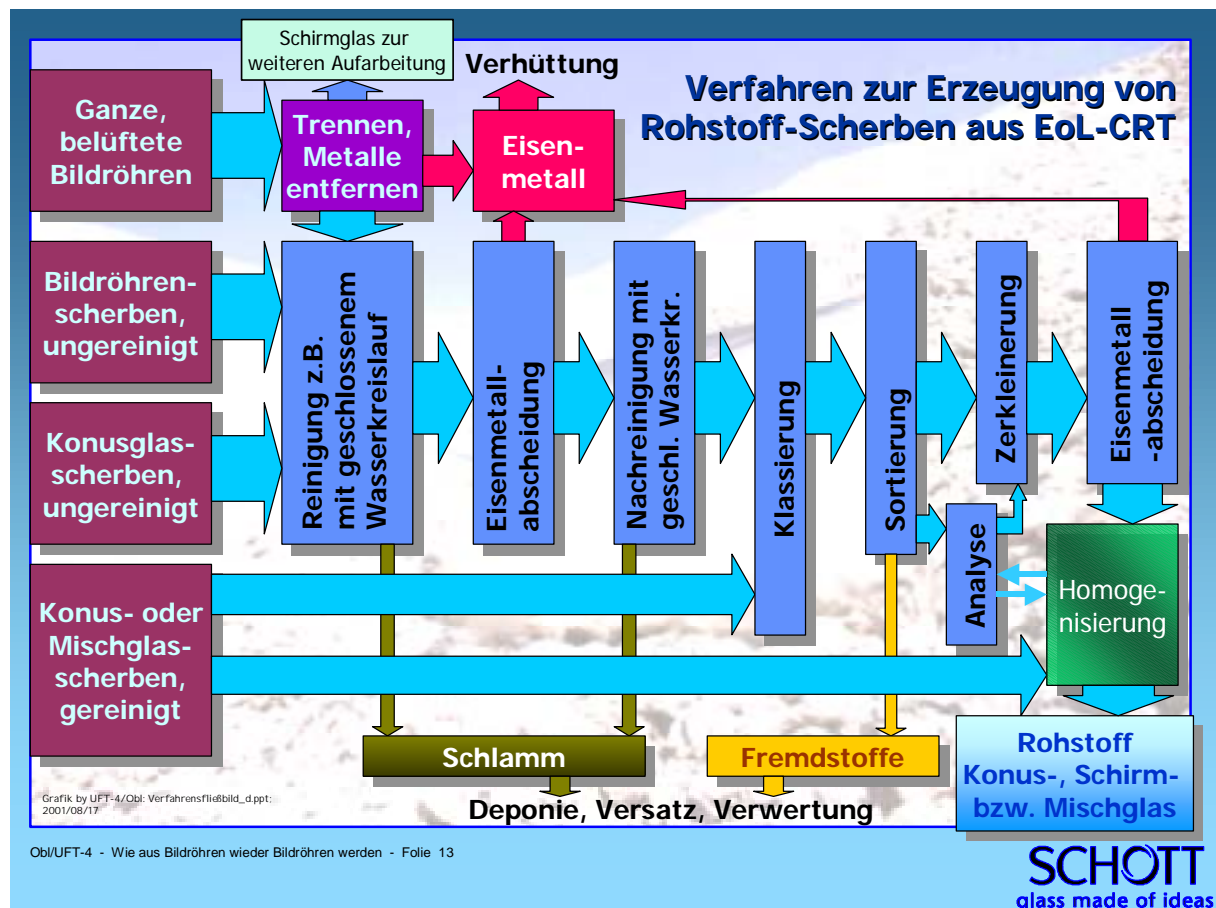 Schirmglas zur
weiteren Aufarbeitung
Verhüttung
Verfahren zur Erzeugung von
Rohstoff-Scherben aus EoL-CRT
Ganze,
belüftete
Bildröhren
Trennen,
Metalle
entfernen
Eisen-
metall
Bildröhren-
scherben,
ungereinigt
Konusglas-
scherben,
ungereinigt
Konus- oder
Mischglas-
scherben,
gereinigt
Reinigung z.B.
mit geschlossenem
Wasserkreislauf
Eisenmetall-
abscheidung
Nachreinigung mit
geschl. Wasserkr.
Klassierung
Sortierung
Analyse
Zerkleinerung
Eisenmetall
-abscheidung
Homoge-
nisierung
Schlamm
Fremdstoffe
Rohstoff
Konus-, Schirm-
bzw. Mischglas
Deponie, Versatz, Verwertung
Grafik by UFT-4/Obl: Verfahrensfließbild_d.ppt;
2001/08/17
Obl/UFT-4 - Wie aus Bildröhren wieder Bildröhren werden - Folie 13
SCHOTT
glass made of ideas